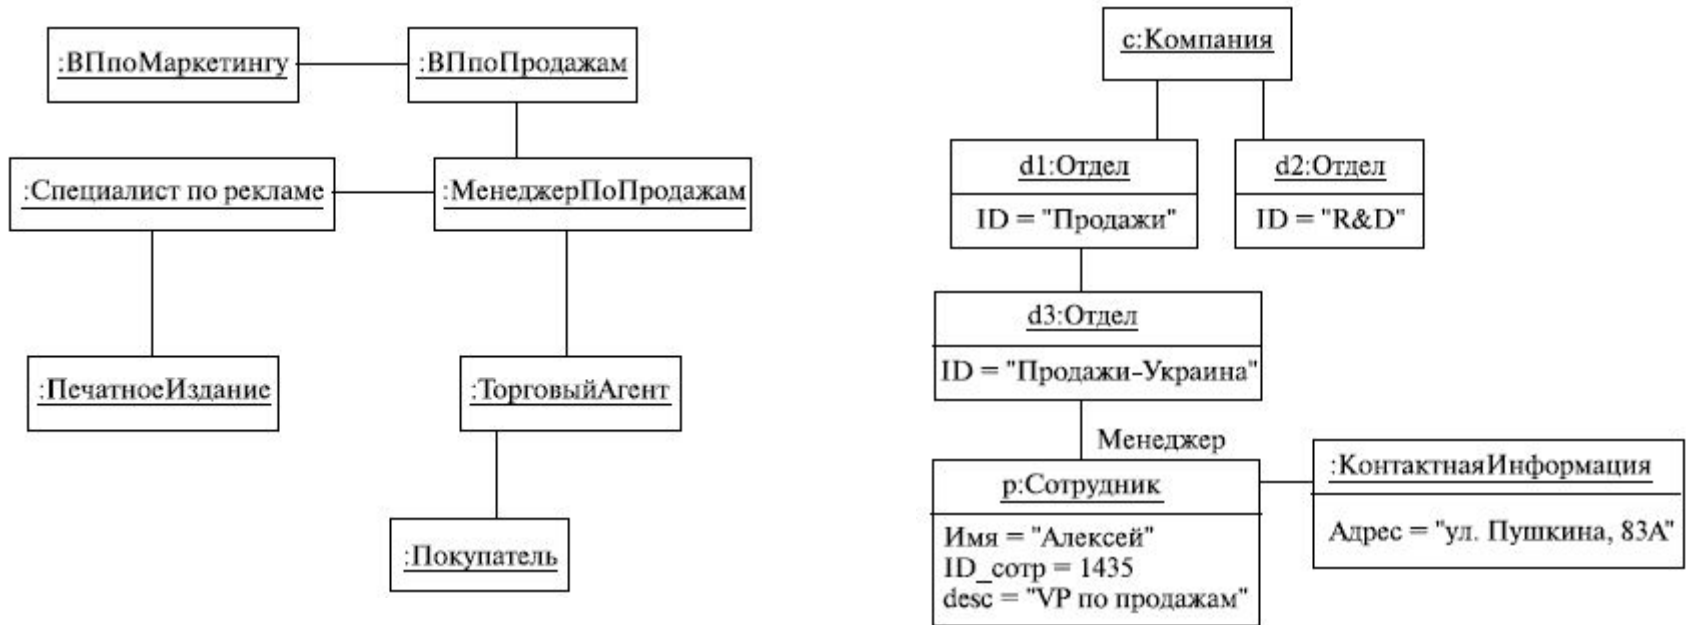 :ВПпоМаркетингу
:ВПпоПродажам
:Специалист по рекламе
:МенеджерПоПродажам
:ПечатноеИздание
:ТорговыйАгент
:Покупатель
c:Компания
d1:Отдел
ID = "Продажи"
d2:Отдел
ID = "R&D"
d3:Отдел
ID = "Продажи-Украина"
Менеджер
p:Сотрудник
Имя = "Алексей"
ID_сотр = 1435
desc = "VP по продажам"
:КонтактнаяИнформация
Адрес = "ул. Пушкина, 83А"